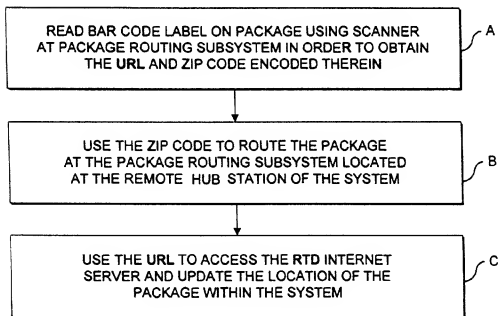 READ BAR CODE LABEL ON PACKAGE USING SCANNER
AT PACKAGE ROUTING SUBSYSTEM IN ORDER TO OBTAIN
THE URL AND ZIP CODE ENCODED THEREIN
A
USE THE ZIP CODE TO ROUTE THE PACKAGE
AT THE PACKAGE ROUTING SUBSYSTEM LOCATED
AT THE REMOTE HUB STATION OF THE SYSTEM
B
USE THE URL TO ACCESS THE RTD INTERNET
SERVER AND UPDATE THE LOCATION OF THE
PACKAGE WITHIN THE SYSTEM
C